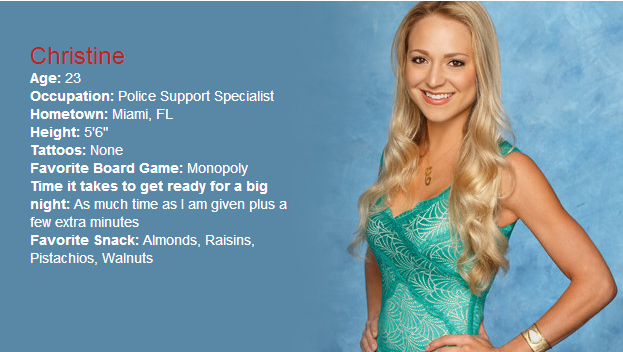 Christine
Age: 23
Occupation: Police Support Specialist
Hometown: Miami, FL
Height: 5'6"
Tattoos: None
Favorite Board Game: Monopoly
Time it takes to get ready for a big
night: As much time as I am given plus a
few extra minutes
Favorite Snack: Almonds, Raisins,
Pistachios, Walnuts